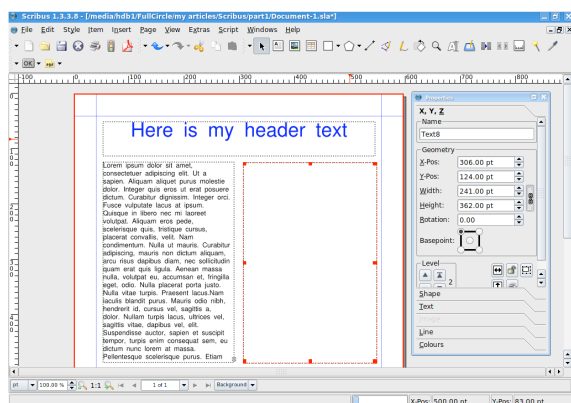 Scribus 1.3.3.8 - [/media/hdb1/FullCircle/my articles/Scribus/part1/Document-1.sla*]
File Edit Item Style Insert Page View Extras Script Windows Help
OK PDF
-100 0 100 200 300 400 500 600 700 800
Here is my header text
Lorem ipsum dolor sit amet,
consectetuer adipiscing elit. Ut a
sapien. Aliquam aliquet purus molestie
dolor. Integer quis eros ut erat posuere
dictum. Curabitur dignissim. Integer orci.
Fusce vulputate lacus at ipsum.
Quisque in libero nec mi laoreet
volutpat. Aliquam eros pede,
scelerisque quis, tristique cursus,
placerat convallis, velit. Nam
condimentum. Nulla ut mauris. Curabitur
adipiscing, mauris non dictum aliquam,
arcu risus dapibus diam, nec sollicitudin
quam erat quis ligula. Aenean massa
nulla, volutpat eu, accumsan et, fringilla
eget, odio. Nulla placerat porta justo.
Nulla vitae turpis. Praesent lacus.Nam
iaculis blandit purus. Mauris odio nibh,
hendrerit id, cursus vel, sagittis a,
dolor. Nullam turpis lacus, ultrices vel,
sagittis vitae, dapibus vel, elit.
Suspendisse auctor, sapien et suscipit
tempor, turpis enim consequat sem, eu
dictum nunc lorem at massa.
Pellentesque scelerisque purus. Etiam
Properties
X, Y, Z
Name
Text8
Geometry
X-Pos: 306.00 pt
Y-Pos: 124.00 pt
Width: 241.00 pt
Height: 362.00 pt
Rotation: 0.00
Basepoint:
Level
2
Shape
Text
Line
Colours
pt 100.00 % 1:1 1 of 1 Background
X-Pos: 500.00 pt Y-Pos: 83.00 pt